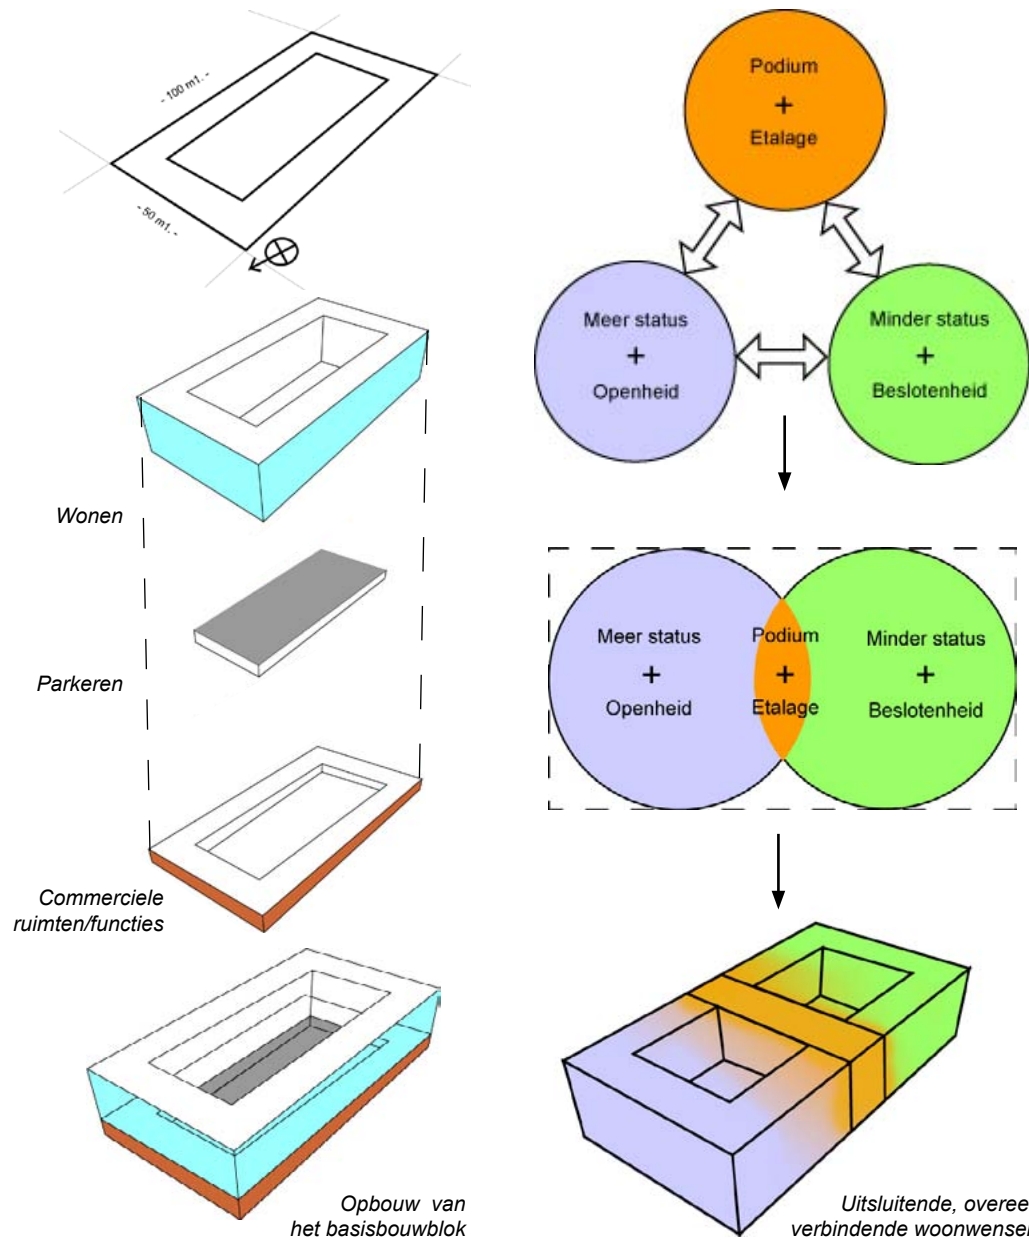 - 100 m1. -
- 50 m1. -
Wonen
Parkeren
Commerciele
ruimten/functies
Opbouw van
het basisbouwblok
Podium
+
Etalage
Meer status
+
Openheid
Minder status
+
Beslotenheid
Meer status
+
Openheid
Podium
+
Etalage
Minder status
+
Beslotenheid
Uitsluitende, overee
verbindende woonwensen